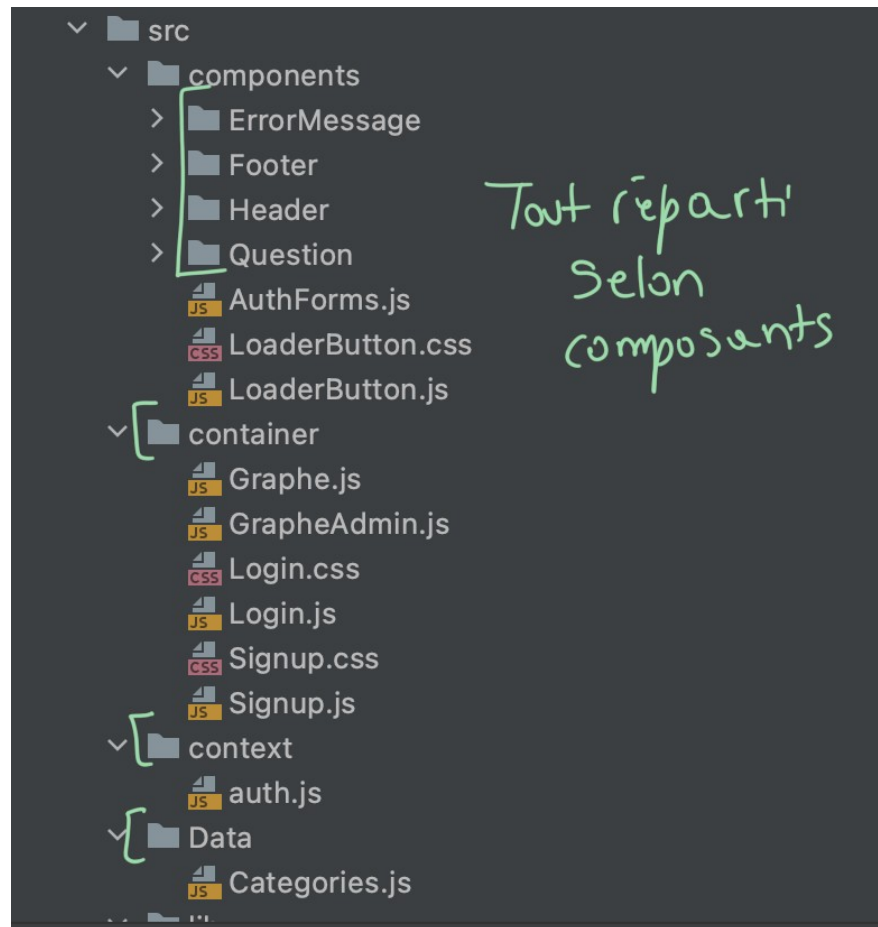 src
components
ErrorMessage
Footer
Header
Question
AuthForms.js
LoaderButton.css
LoaderButton.js
container
Graphe.js
GrapheAdmin.js
Login.css
Login.js
Signup.css
Signup.js
context
auth.js
Data
Categories.js
Tout réparti
Selon
composants